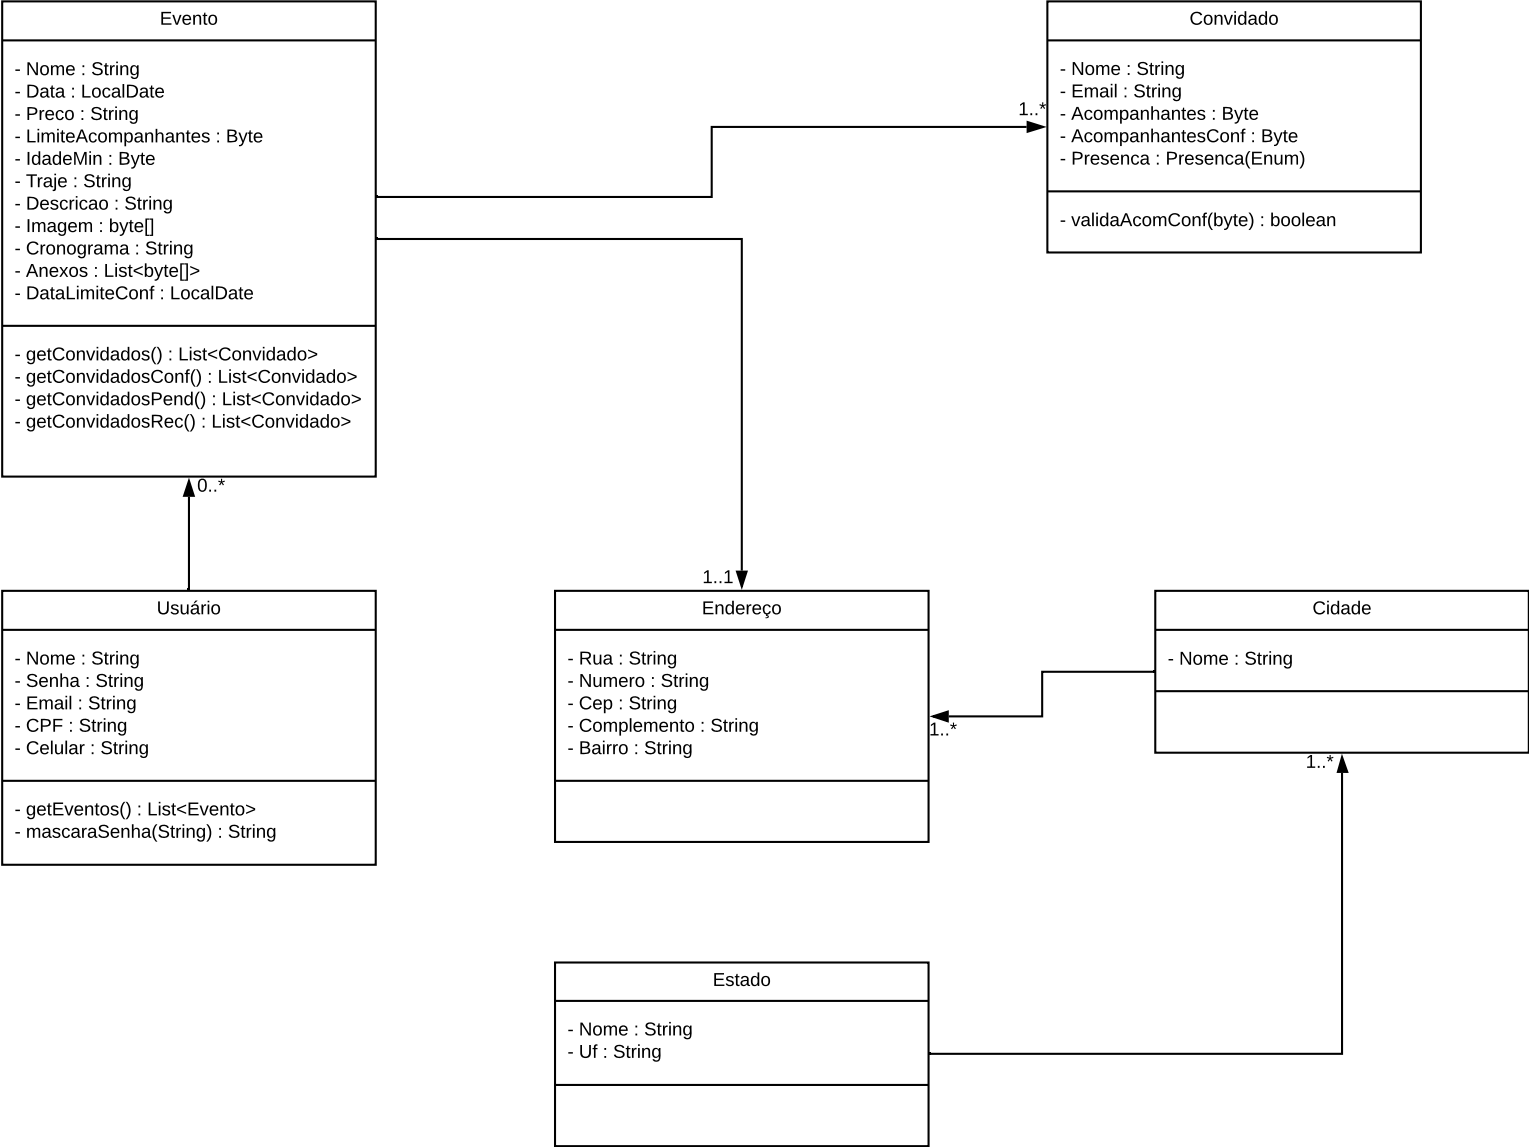 Evento
- Nome : String
- Data : LocalDate
- Preco : String
- LimiteAcompanhantes : Byte
- IdadeMin : Byte
- Traje : String
- Descricao : String
- Imagem : byte[]
- Cronograma : String
- Anexos : List<byte[]>
- DataLimiteConf : LocalDate
- getConvidados() : List<Convidado>
- getConvidadosConf() : List<Convidado>
- getConvidadosPend() : List<Convidado>
- getConvidadosRec() : List<Convidado>
0..*
Convidado
- Nome : String
- Email : String
- Acompanhantes : Byte
- AcompanhantesConf : Byte
- Presenca : Presenca(Enum)
- validaAcomConf(byte) : boolean
1..*
1..1
Usuário
- Nome : String
- Senha : String
- Email : String
- CPF : String
- Celular : String
- getEventos() : List<Evento>
- mascaraSenha(String) : String
Endereço
- Rua : String
- Numero : String
- Cep : String
- Complemento : String
- Bairro : String
1..*
Cidade
- Nome : String
1..*
Estado
- Nome : String
- Uf : String